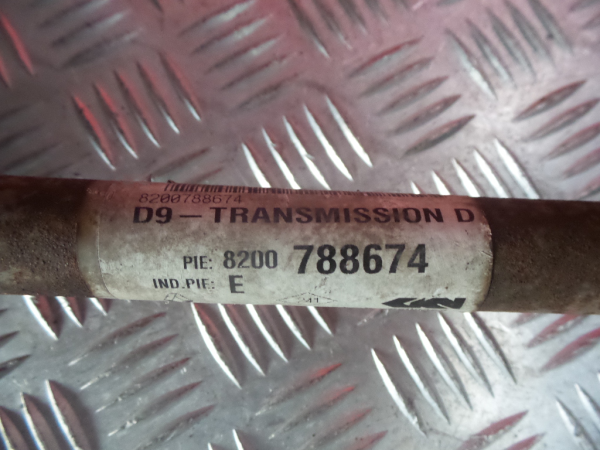 8200788674
D9-TRANSMISSION D
PIE: 8200 788674
IND.PIE: E